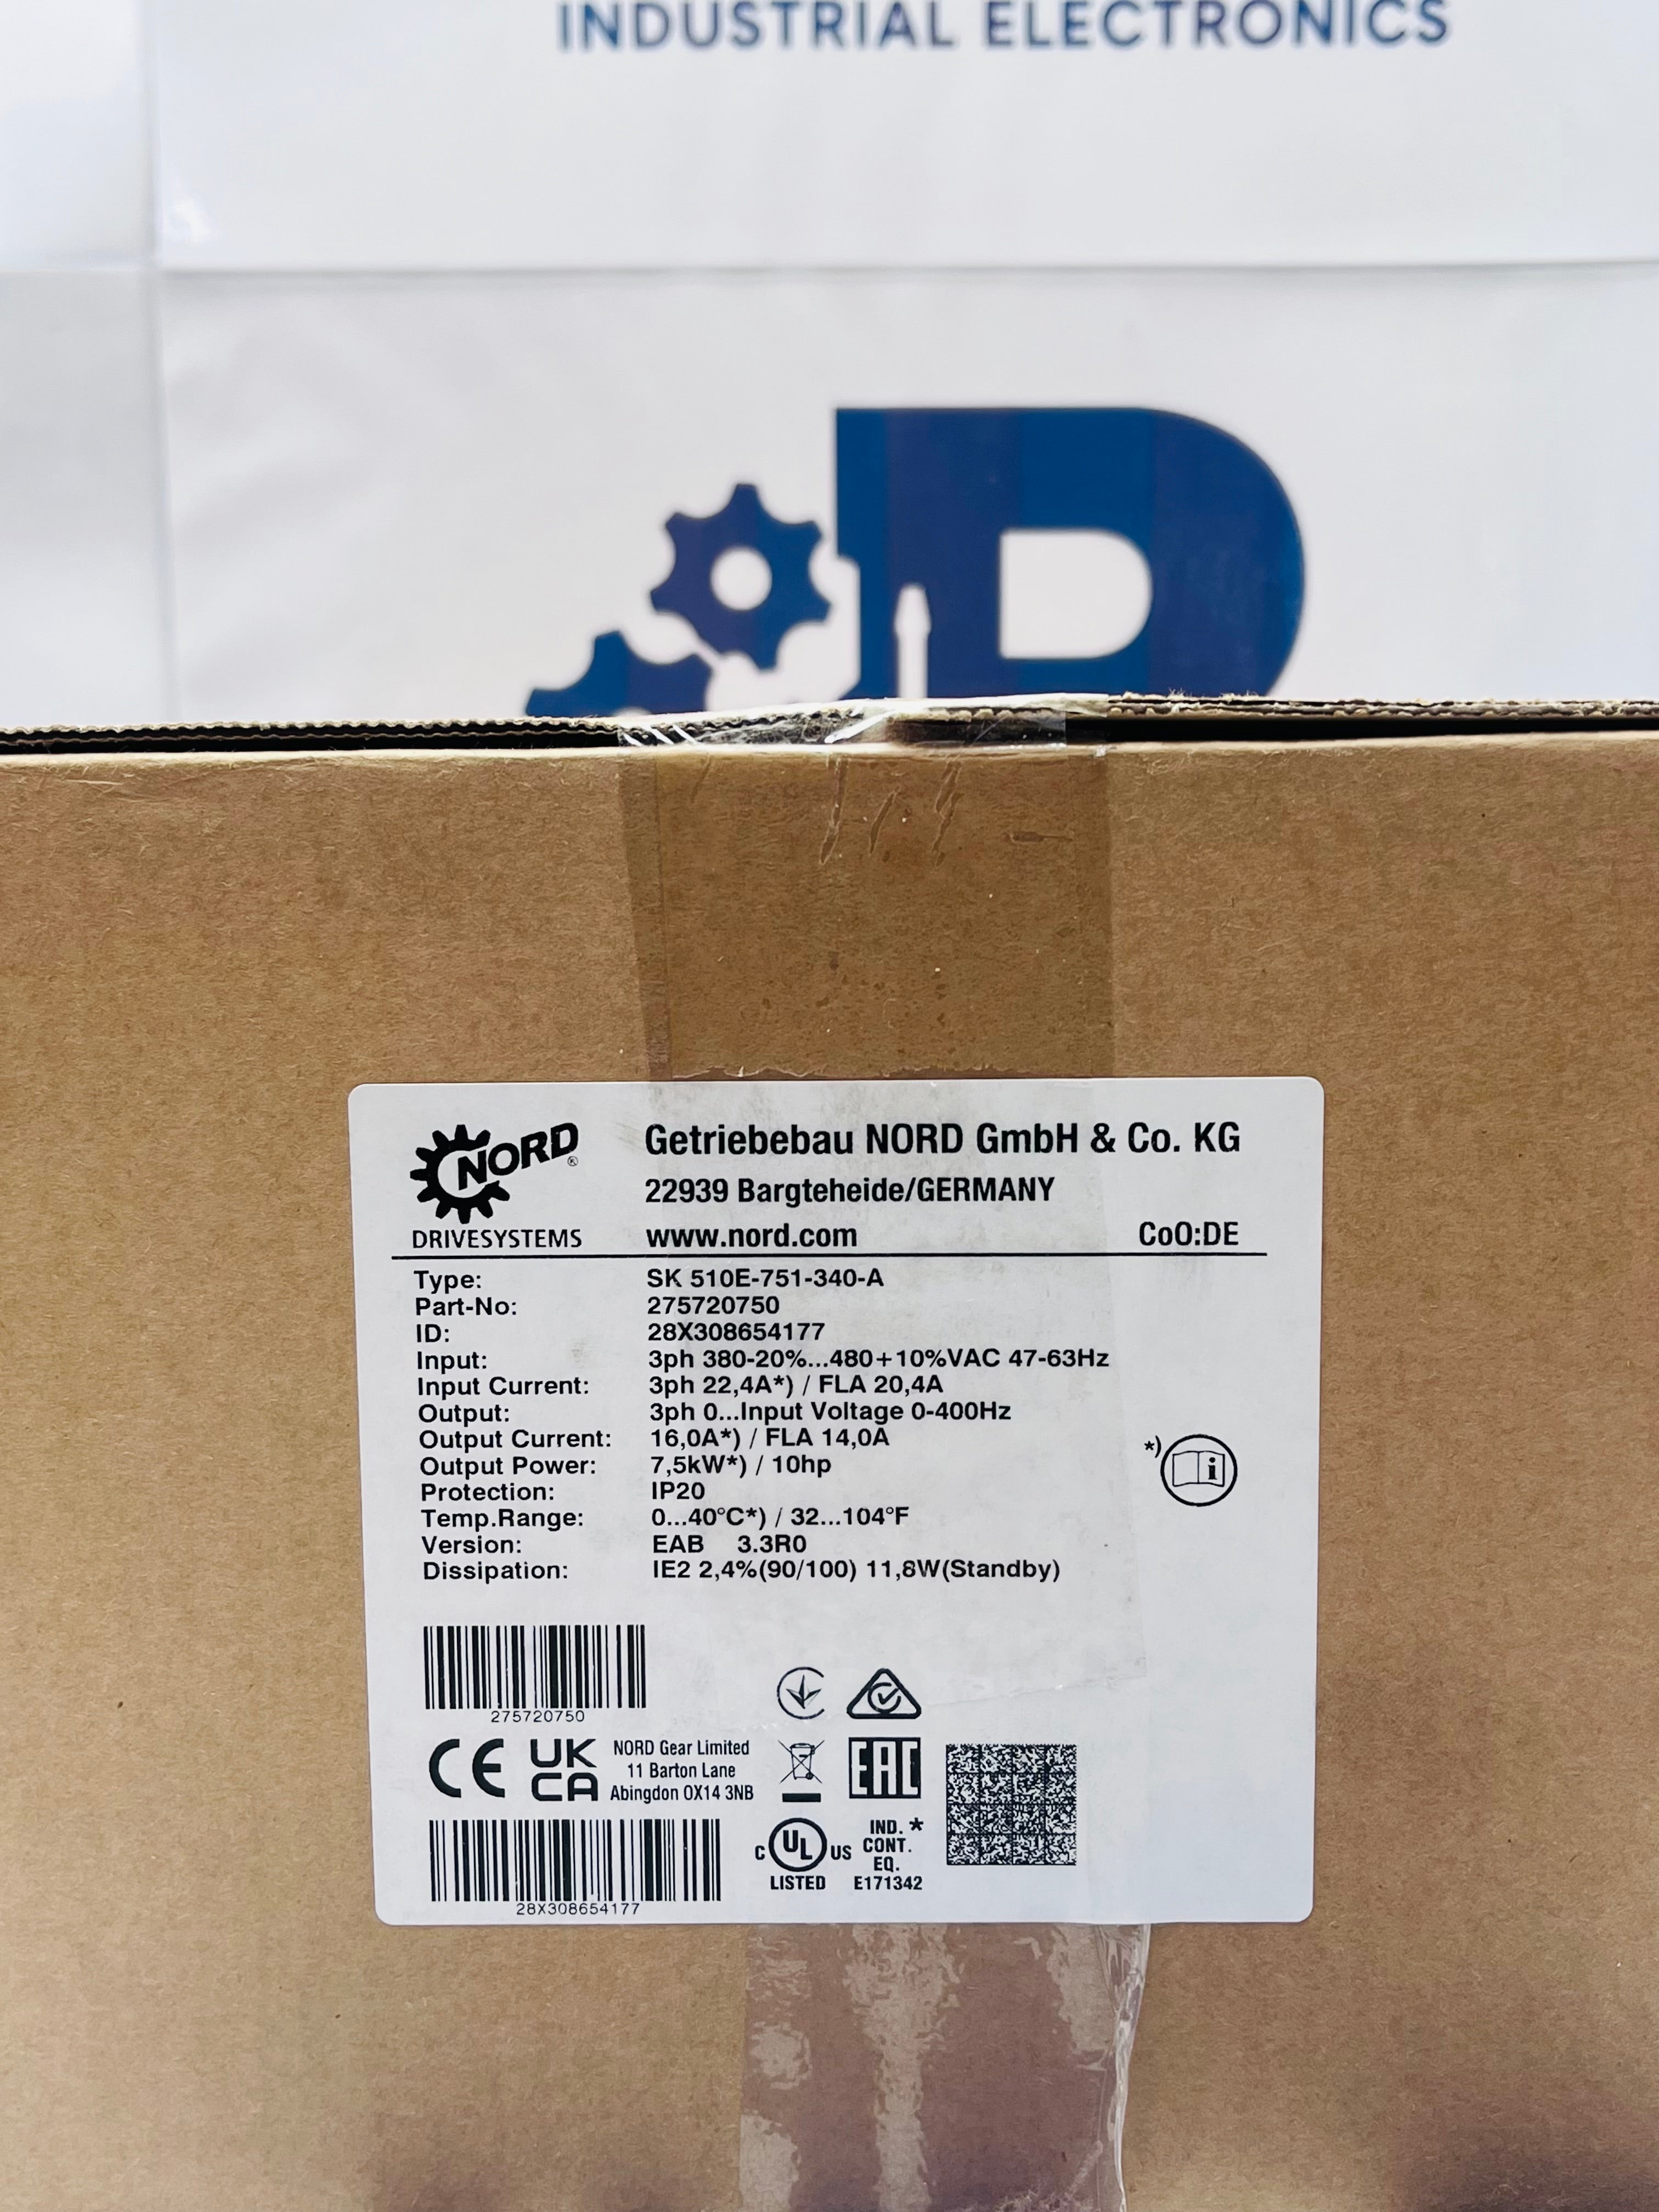 INDUSTRIAL ELECTRONICS
NORD®
DRIVESYSTEMS
Getriebebau NORD GmbH & Co. KG
22939 Bargteheide/GERMANY
www.nord.com CoO:DE
Type: SK 510E-751-340-A
Part-No: 275720750
ID: 28X308654177
Input: 3ph 380-20%...480+10%VAC 47-63Hz
Input Current: 3ph 22,4A*) / FLA 20,4A
Output: 3ph 0...Input Voltage 0-400Hz
Output Current: 16,0A*) / FLA 14,0A
Output Power: 7,5kW*) / 10hp
Protection: IP20
Temp.Range: 0...40°C*) / 32...104°F
Version: EAB 3.3R0
Dissipation: IE2 2,4%(90/100) 11,8W(Standby)
*) i
275720750
CE UK
CA
NORD Gear Limited
11 Barton Lane
Abingdon OX14 3NB
EAC
28X308654177
C UL US
LISTED
IND. *
CONT.
EQ.
E171342